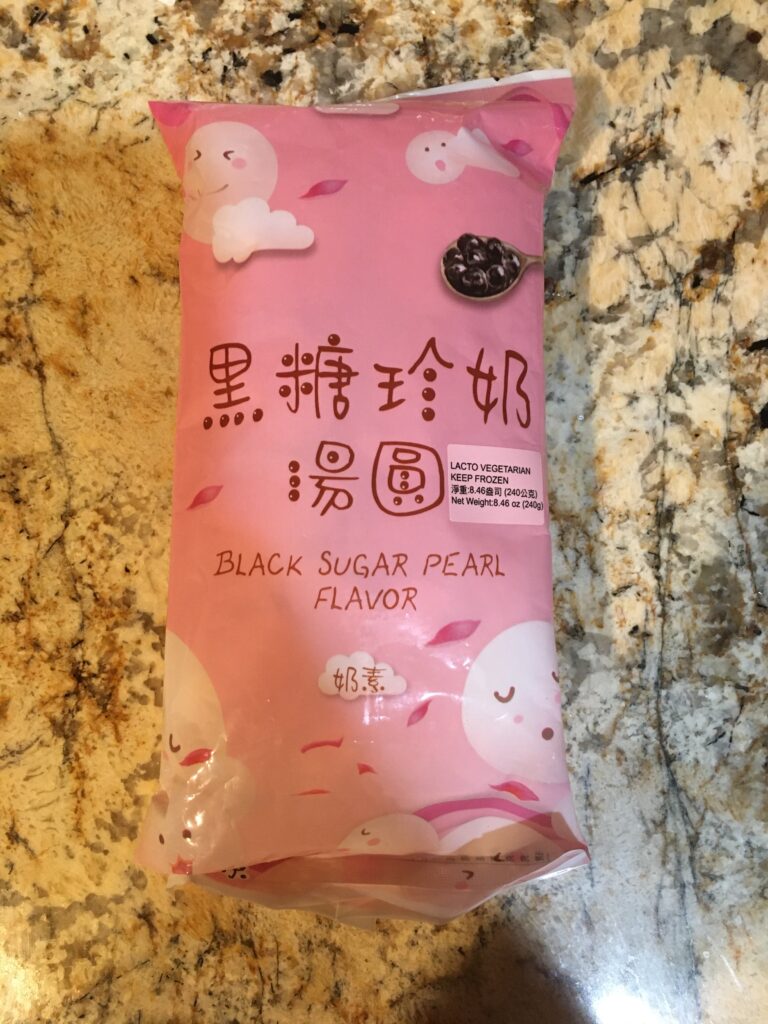 黑糖珍奶
湯圓
LACTO VEGETARIAN
KEEP FROZEN
淨重:8.46盎司 (240公克)
Net Weight:8.46 oz (240g)
BLACK SUGAR PEARL
FLAVOR
奶素